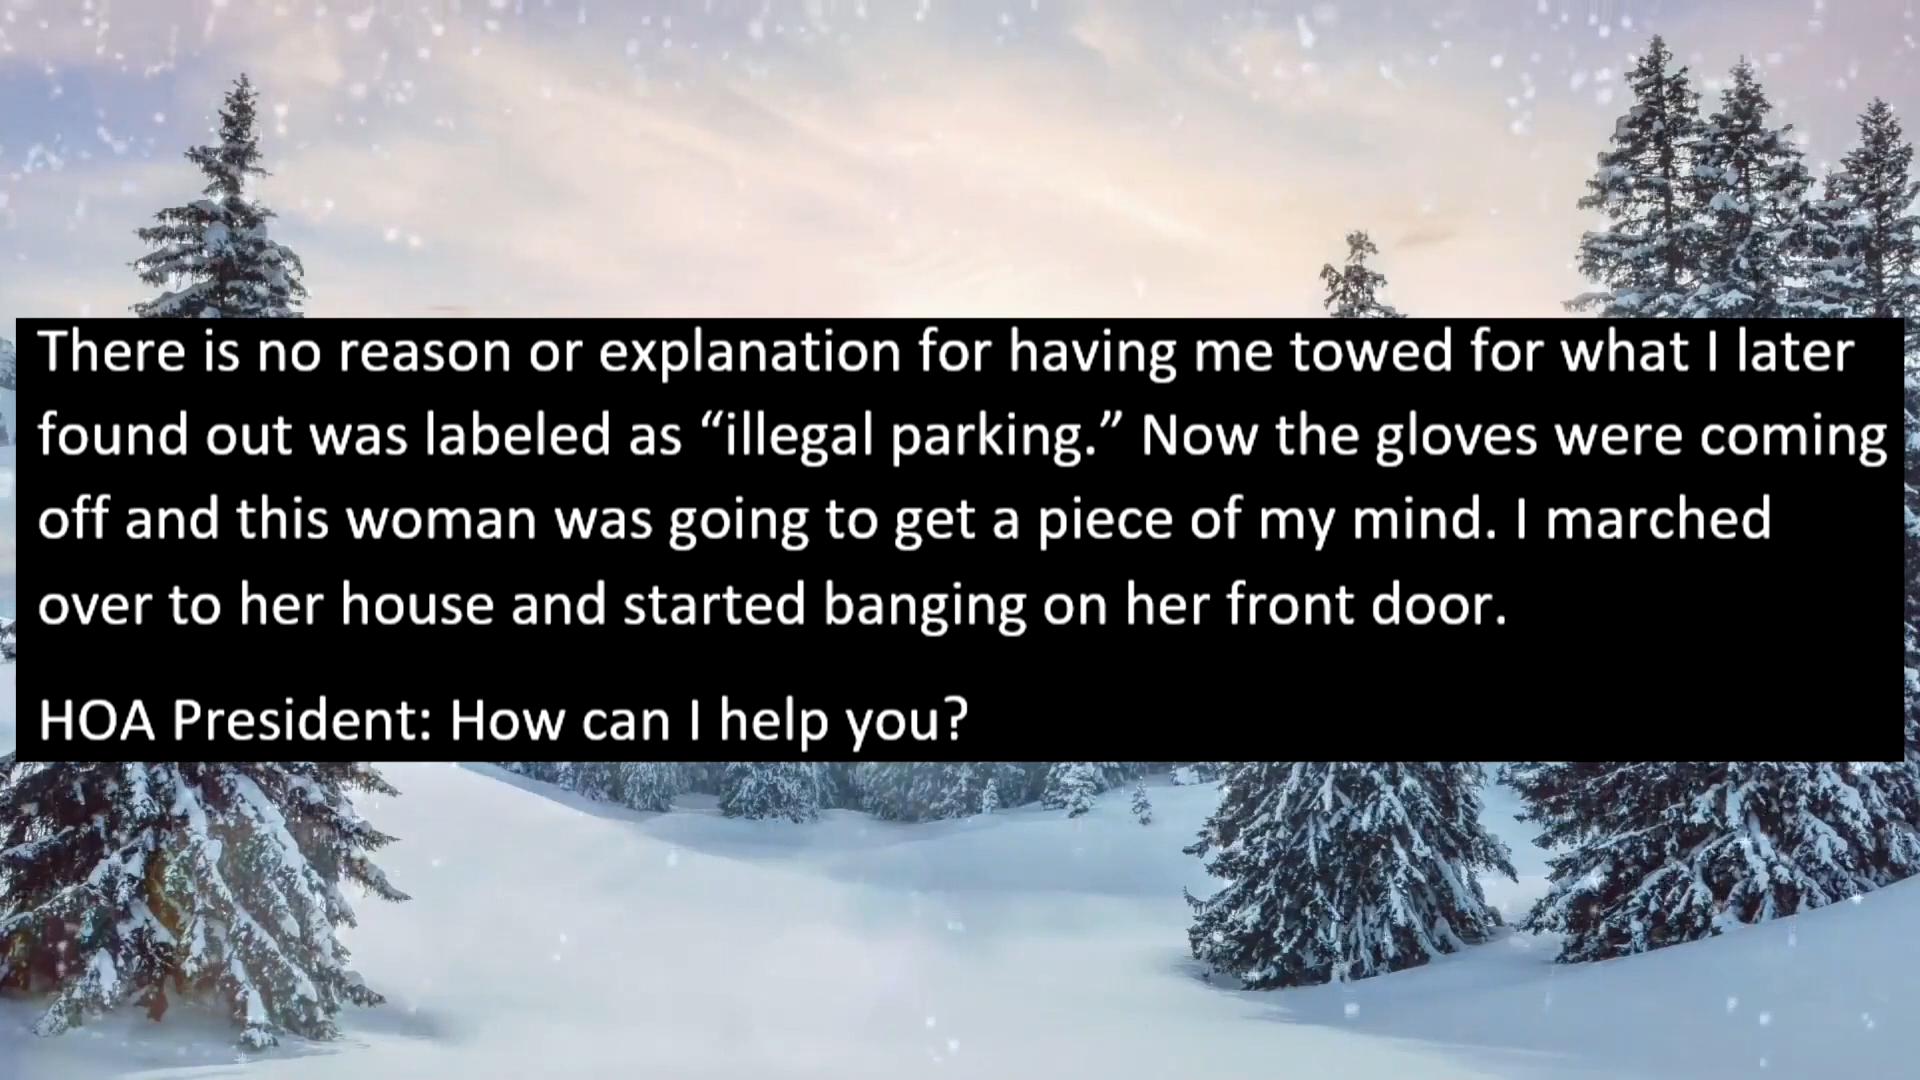 There is no reason or explanation for having me towed for what I later
found out was labeled as “illegal parking.” Now the gloves were coming
off and this woman was going to get a piece of my mind. I marched
over to her house and started banging on her front door.
HOA President: How can I help you?